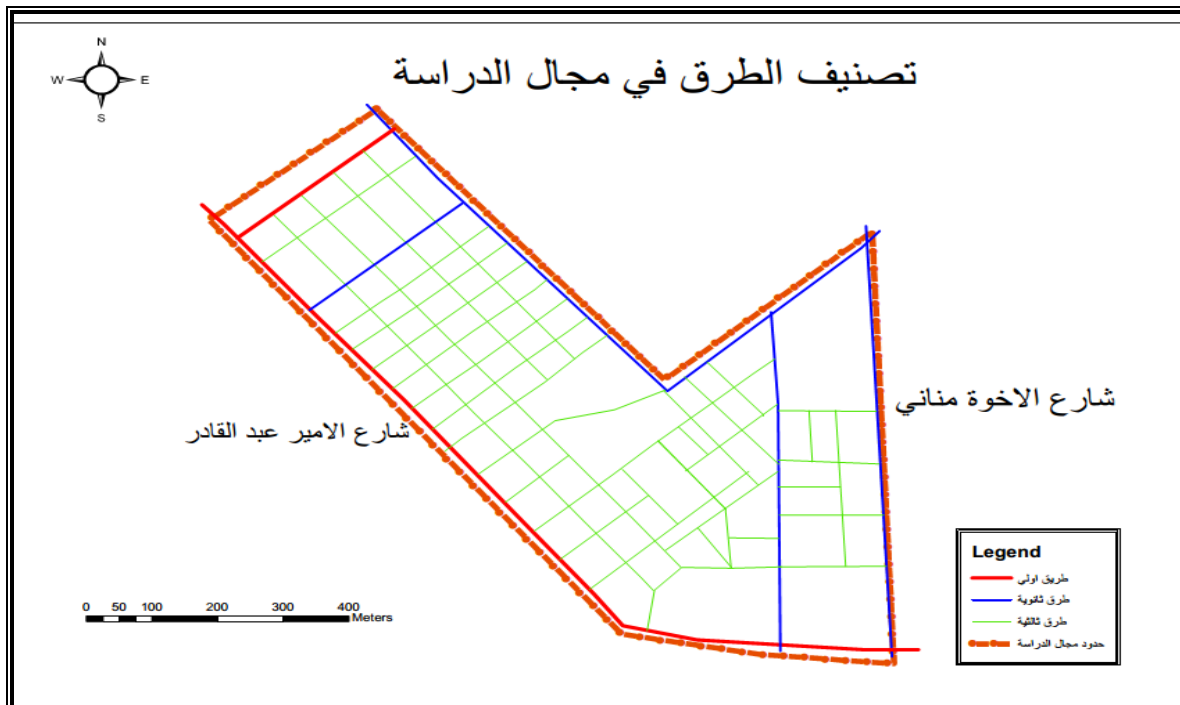 N
W E
S
تصنيف الطرق في مجال الدراسة
شارع الاخوة مناني
شارع الامير عبد القادر
0 50 100 200 300 400
Meters
Legend
طريق اولي
طرق ثانوية
طرق ثالثية
حدود مجال الدراسة